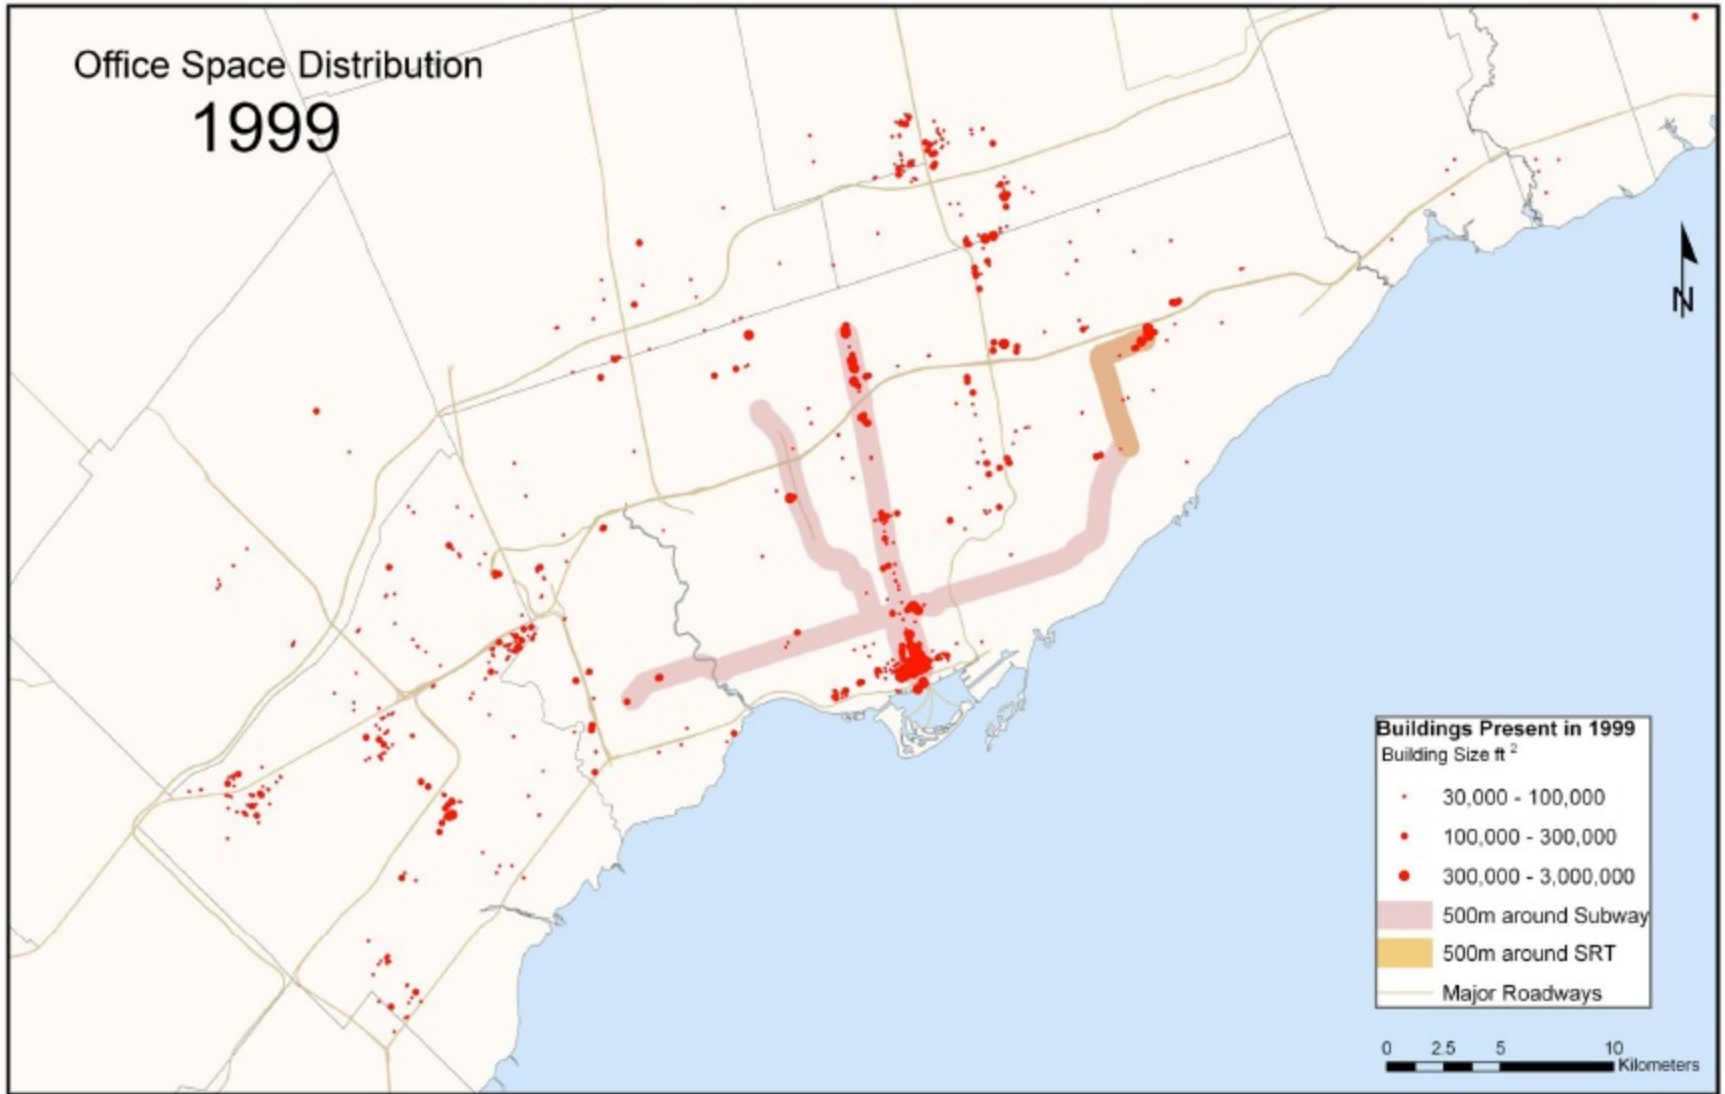 Office Space Distribution
1999
N
Buildings Present in 1999
Building Size ft 2
30,000 - 100,000
100,000 - 300,000
300,000 - 3,000,000
500m around Subway
500m around SRT
Major Roadways
0 2.5 5 10
Kilometers